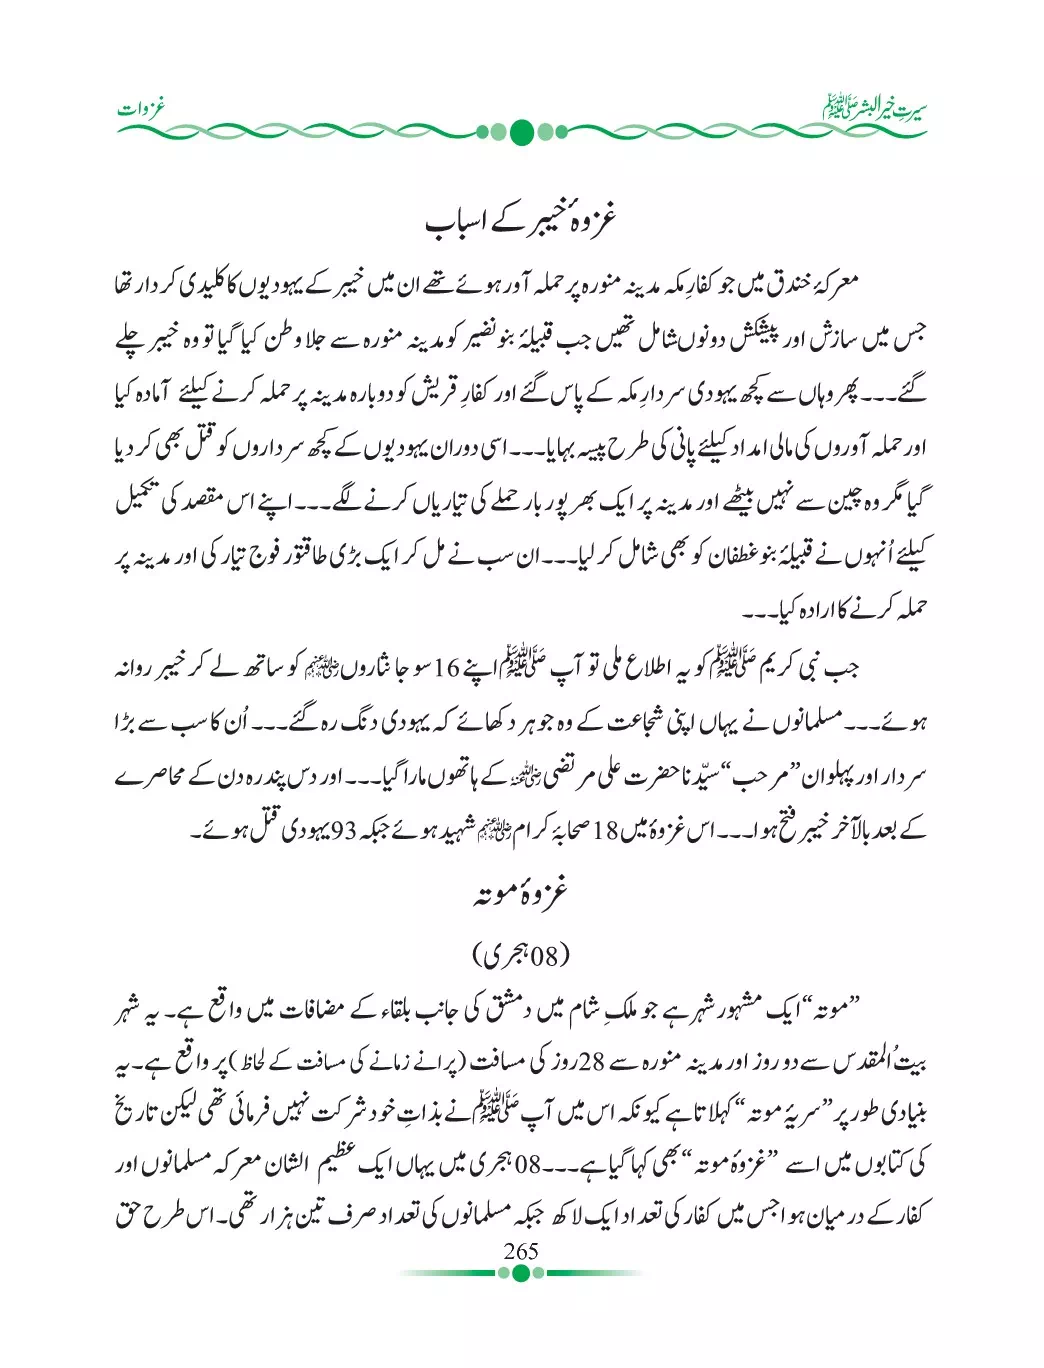 سیرتِ خیر البشر ﷺ
غزوات
غزوۂ خیبر کے اسباب
معرکۂ خندق میں جو کفارِ مکہ مدینہ منورہ پر حملہ آور ہوئے تھے ان میں خیبر کے یہودیوں کا کلیدی کردار تھا
جس میں سازش اور پیشکش دونوں شامل تھیں جب قبیلۂ بنو نضیر کو مدینہ منورہ سے جلا وطن کیا گیا تو وہ خیبر چلے
گئے۔۔۔ پھر وہاں سے کچھ یہودی سردارِ مکہ کے پاس گئے اور کفارِ قریش کو دوبارہ مدینہ پر حملہ کرنے کیلئے آمادہ کیا
اور حملہ آوروں کی مالی امداد کیلئے پانی کی طرح پیسہ بہایا۔۔۔ اسی دوران یہودیوں کے کچھ سرداروں کو قتل بھی کر دیا
گیا مگر وہ چین سے نہیں بیٹھے اور مدینہ پر ایک بھرپور بار حملے کی تیاریاں کرنے لگے۔۔۔ اپنے اس مقصد کی تکمیل
کیلئے اُنہوں نے قبیلۂ بنو غطفان کو بھی شامل کر لیا۔۔۔ ان سب نے مل کر ایک بڑی طاقتور فوج تیار کی اور مدینہ پر
حملہ کرنے کا ارادہ کیا۔۔۔
جب نبی کریم ﷺ کو یہ اطلاع ملی تو آپ ﷺ اپنے 16 سو جانثاروں رضی اللہ عنہم کو ساتھ لے کر خیبر روانہ
ہوئے۔۔۔ مسلمانوں نے یہاں اپنی شجاعت کے وہ جوہر دکھائے کہ یہودی دنگ رہ گئے۔۔۔ اُن کا سب سے بڑا
سردار اور پہلوان ”مرحب“ سیّدنا حضرت علی مرتضیٰ رضی اللہ عنہ کے ہاتھوں مارا گیا۔۔۔ اور دس پندرہ دن کے محاصرے
کے بعد بالآخر خیبر فتح ہوا۔۔۔ اس غزوۂ میں 18 صحابۂ کرام رضی اللہ عنہم شہید ہوئے جبکہ 93 یہودی قتل ہوئے۔
غزوۂ موتہ
(08 ہجری)
”موتہ“ ایک مشہور شہر ہے جو ملکِ شام میں دمشق کی جانب بلقاء کے مضافات میں واقع ہے۔ یہ شہر
بیتُ المقدس سے دو روز اور مدینہ منورہ سے 28 روز کی مسافت (پرانے زمانے کی مسافت کے لحاظ) پر واقع ہے۔ یہ
بنیادی طور پر ”سریۂ موتہ“ کہلاتا ہے کیونکہ اس میں آپ ﷺ نے بذاتِ خود شرکت نہیں فرمائی تھی لیکن تاریخ
کی کتابوں میں اسے ”غزوۂ موتہ“ بھی کہا گیا ہے۔۔۔ 08 ہجری میں یہاں ایک عظیم الشان معرکہ مسلمانوں اور
کفار کے درمیان ہوا جس میں کفار کی تعداد ایک لاکھ جبکہ مسلمانوں کی تعداد صرف تین ہزار تھی۔ اس طرح حق
265